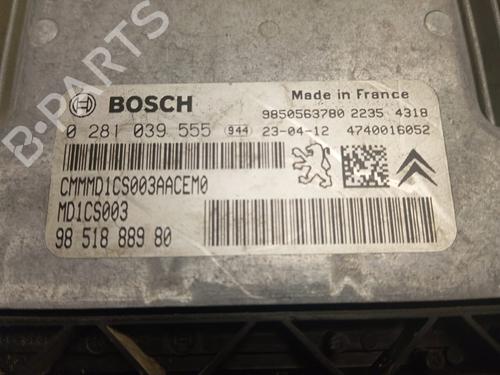 BOSCH
Made in France
9850563780 2235 4318
0 281 039 555 944 23-04-12 4740016052
CMMMD1CS003AACEM0
MD1CS003
98 518 889 80
B-PARTS